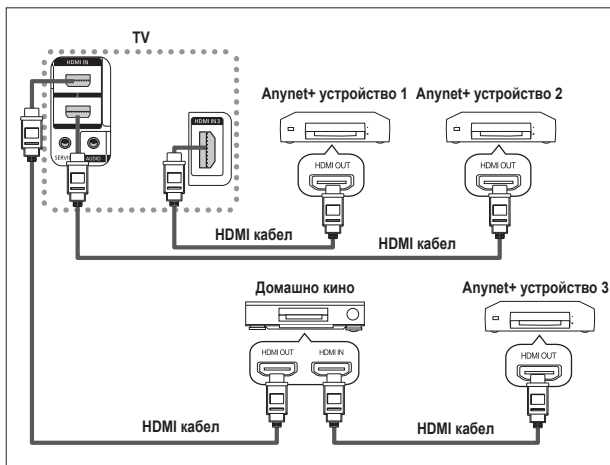 TV
HDMI IN
HDMI IN 3
AUDIO
Anynet+ устройство 1
Anynet+ устройство 2
HDMI OUT
HDMI OUT
HDMI кабел
HDMI кабел
Домашно кино
Anynet+ устройство 3
HDMI OUT
HDMI IN
HDMI OUT
HDMI кабел
HDMI кабел